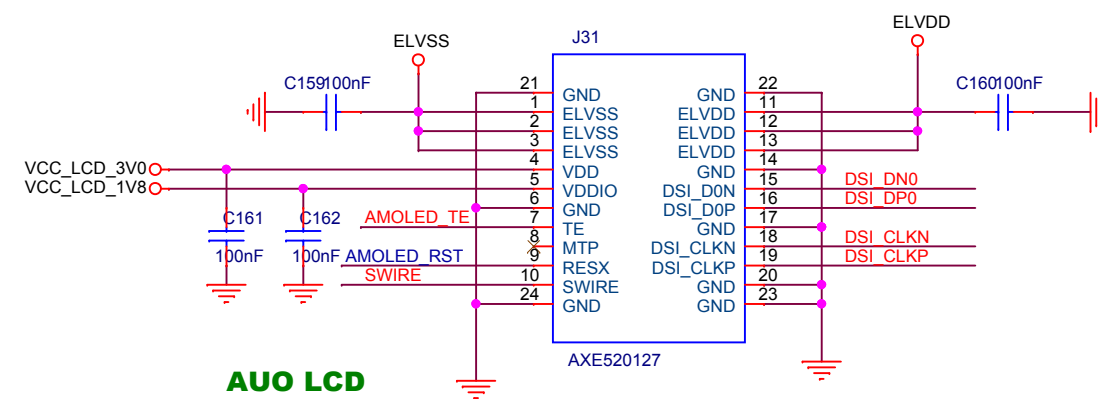 ELVDD
ELVSS
J31
C159100nF
C160100nF
21 GND GND 22
1 ELVSS ELVDD 11
2 ELVSS ELVDD 12
3 ELVSS ELVDD 13
VCC_LCD_3V0 4 VDD GND 14
VCC_LCD_1V8 5 VDDIO DSI_D0N 15 DSI_DN0
6 GND DSI_D0P 16 DSI_DP0
C161 C162 AMOLED_TE 7 TE GND 17
8 MTP DSI_CLKN 18 DSI_CLKN
100nF 100nF AMOLED_RST 9 RESX DSI_CLKP 19 DSI_CLKP
SWIRE 10 SWIRE GND 20
24 GND GND 23
AXE520127
AUO LCD